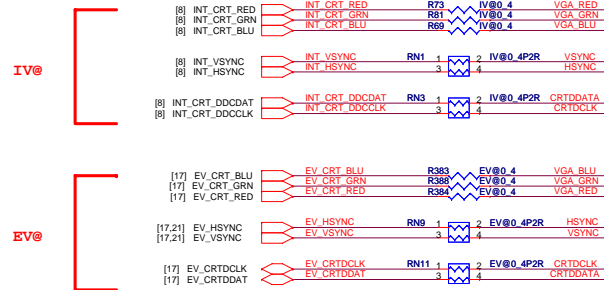 [8] INT_CRT_RED INT_CRT_RED R73 IV@0_4 VGA_RED
[8] INT_CRT_GRN INT_CRT_GRN R81 IV@0_4 VGA_GRN
[8] INT_CRT_BLU INT_CRT_BLU R69 IV@0_4 VGA_BLU
IV@
[8] INT_VSYNC INT_VSYNC RN1 1 2 IV@0_4P2R VSYNC
[8] INT_HSYNC INT_HSYNC 3 4 HSYNC
[8] INT_CRT_DDCDAT INT_CRT_DDCDAT RN3 1 2 IV@0_4P2R CRTDDATA
[8] INT_CRT_DDCCLK INT_CRT_DDCCLK 3 4 CRTDCLK
[17] EV_CRT_BLU EV_CRT_BLU R383 EV@0_4 VGA_BLU
[17] EV_CRT_GRN EV_CRT_GRN R388 EV@0_4 VGA_GRN
[17] EV_CRT_RED EV_CRT_RED R384 EV@0_4 VGA_RED
EV@
[17,21] EV_HSYNC EV_HSYNC RN9 1 2 EV@0_4P2R HSYNC
[17,21] EV_VSYNC EV_VSYNC 3 4 VSYNC
[17] EV_CRTDCLK EV_CRTDCLK RN11 1 2 EV@0_4P2R CRTDCLK
[17] EV_CRTDDAT EV_CRTDDAT 3 4 CRTDDATA